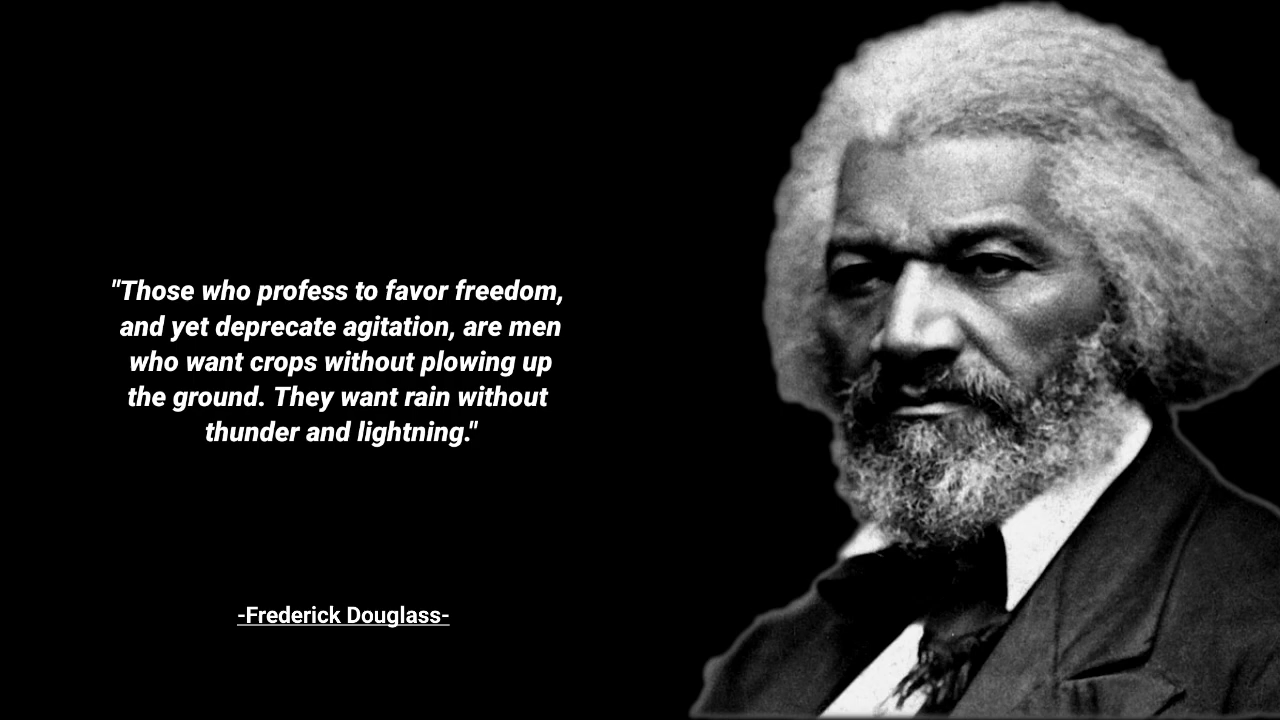 "Those who profess to favor freedom,
and yet deprecate agitation, are men
who want crops without plowing up
the ground. They want rain without
thunder and lightning."
-Frederick Douglass-